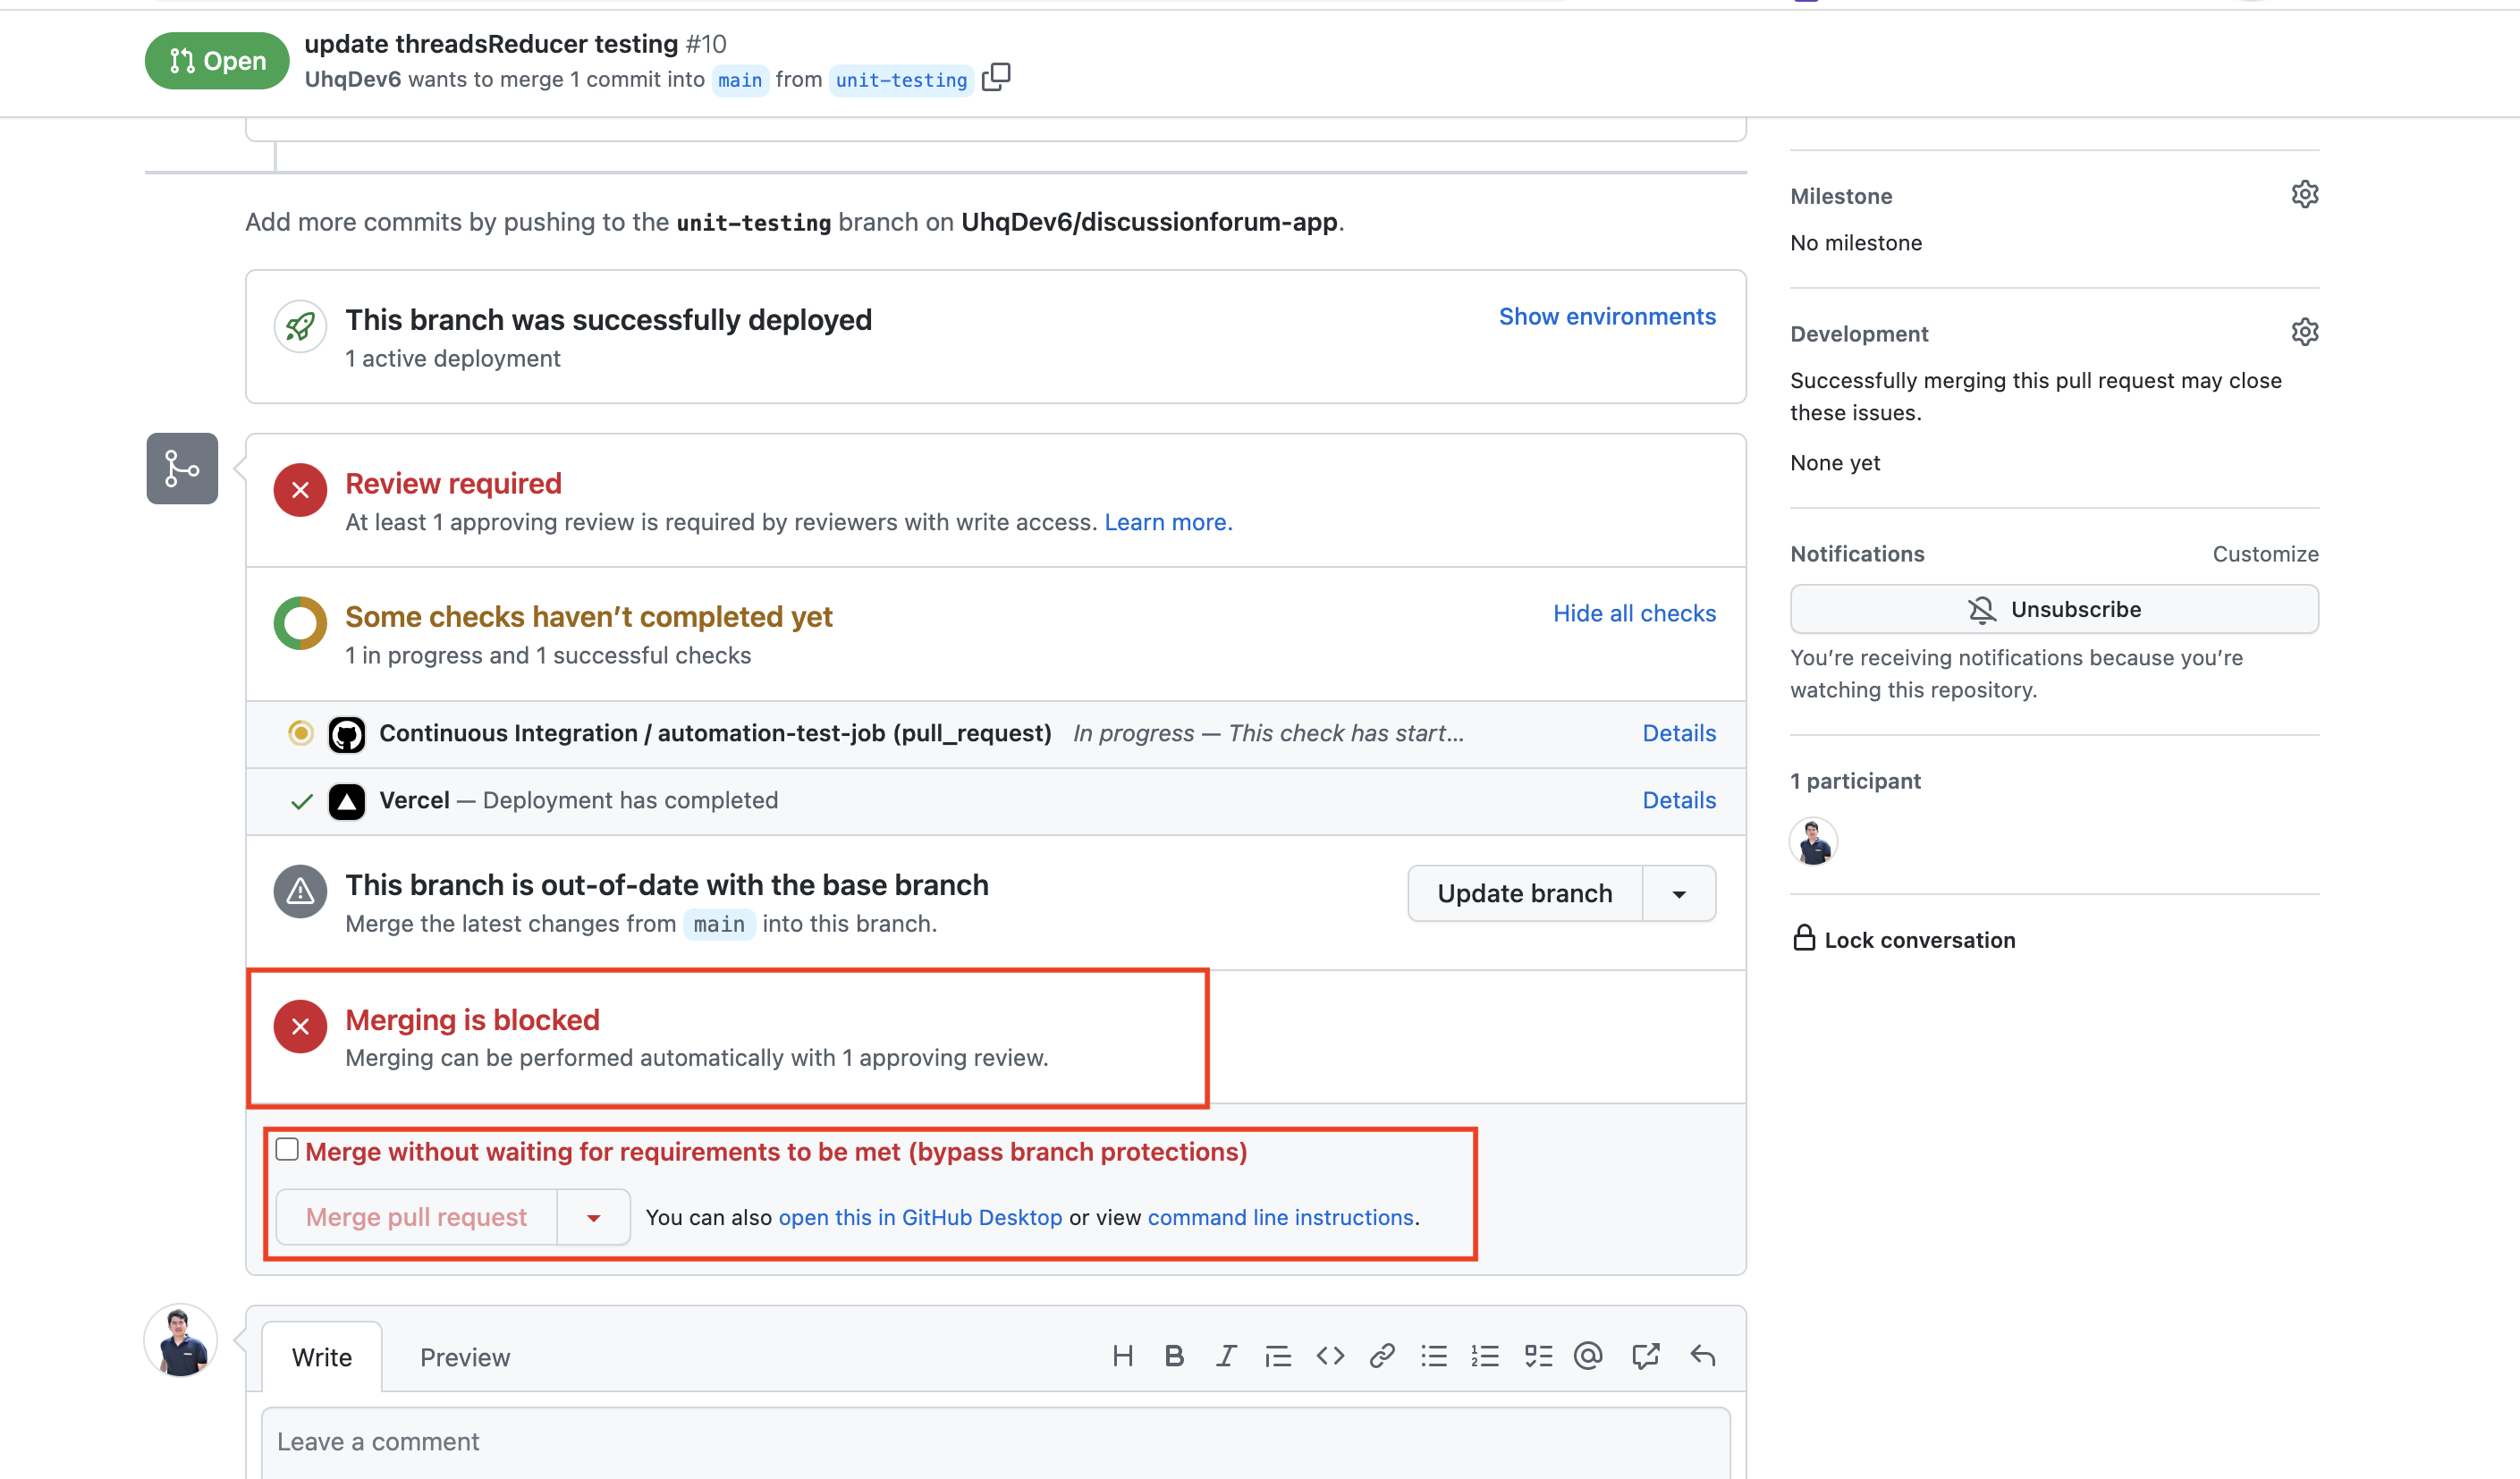 Open
update threadsReducer testing #10
UhqDev6 wants to merge 1 commit into main from unit-testing
Add more commits by pushing to the unit-testing branch on UhqDev6/discussionforum-app.
This branch was successfully deployed
Show environments
1 active deployment
Review required
At least 1 approving review is required by reviewers with write access. Learn more.
Some checks haven’t completed yet
Hide all checks
1 in progress and 1 successful checks
Continuous Integration / automation-test-job (pull_request) In progress — This check has start...
Details
Vercel — Deployment has completed
Details
This branch is out-of-date with the base branch
Merge the latest changes from main into this branch.
Update branch
Merging is blocked
Merging can be performed automatically with 1 approving review.
Merge without waiting for requirements to be met (bypass branch protections)
Merge pull request
You can also open this in GitHub Desktop or view command line instructions.
Write
Preview
Leave a comment
Milestone
No milestone
Development
Successfully merging this pull request may close
these issues.
None yet
Notifications
Customize
Unsubscribe
You’re receiving notifications because you’re
watching this repository.
1 participant
Lock conversation